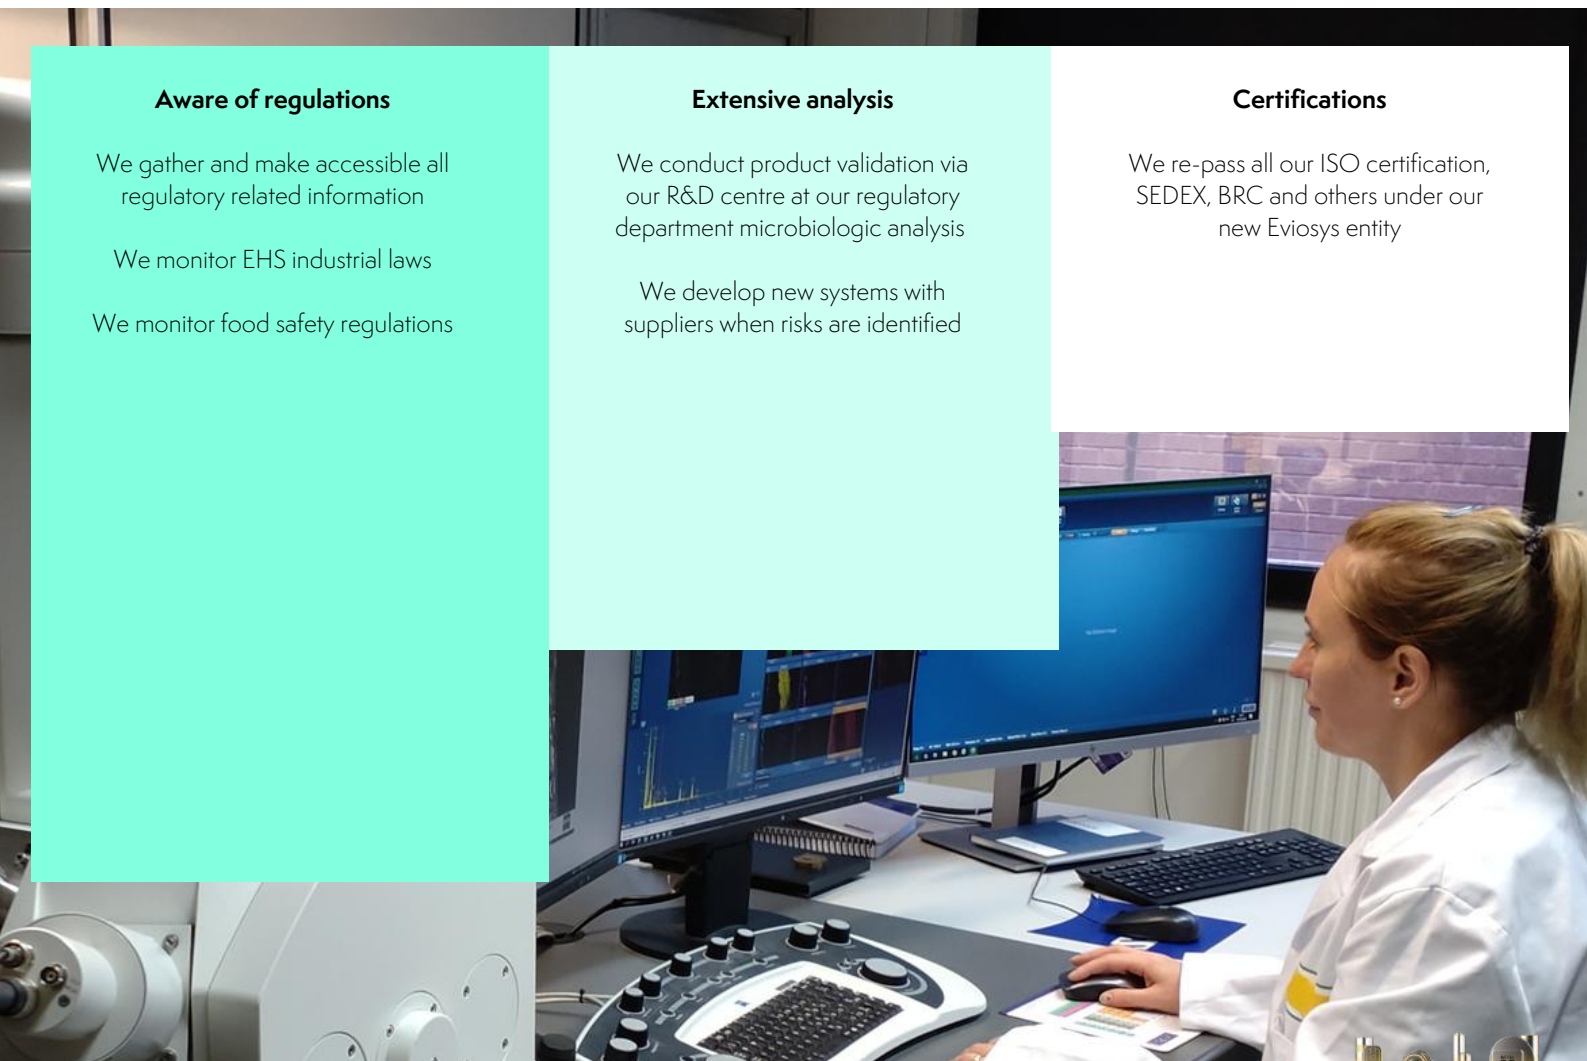 Aware of regulations
We gather and make accessible all
regulatory related information
We monitor EHS industrial laws
We monitor food safety regulations
Extensive analysis
We conduct product validation via
our R&D centre at our regulatory
department microbiologic analysis
We develop new systems with
suppliers when risks are identified
Certifications
We re-pass all our ISO certification,
SEDEX, BRC and others under our
new Eviosys entity